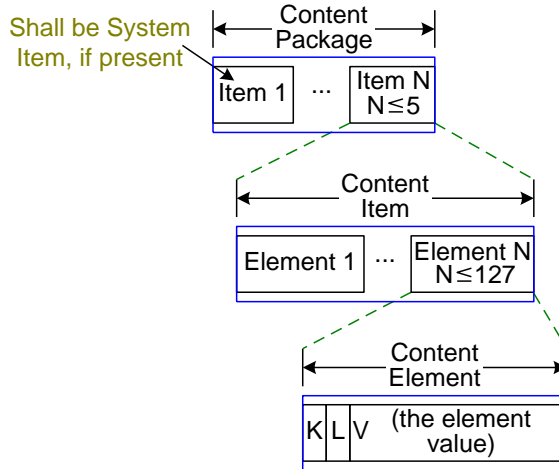 Shall be System
Item, if present
Content
Package
Item 1
...
Item N
N≤5
Content
Item
Element 1
...
Element N
N≤127
Content
Element
K
L
V
(the element
value)